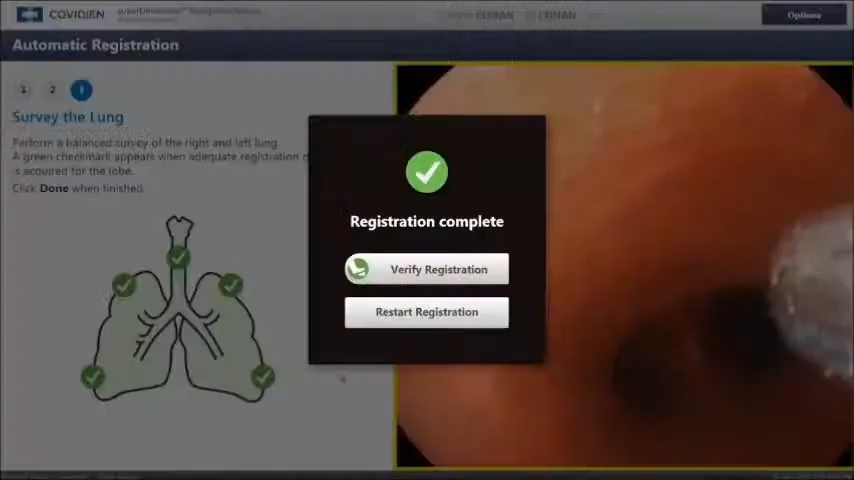 COVIDIEN
Options
Automatic Registration
1 2 3
Survey the Lung
Perform a balanced survey of the right and left lung.
A green checkmark appears when adequate registration
is acquired for the lobe.
Click Done when finished.
Registration complete
Verify Registration
Restart Registration